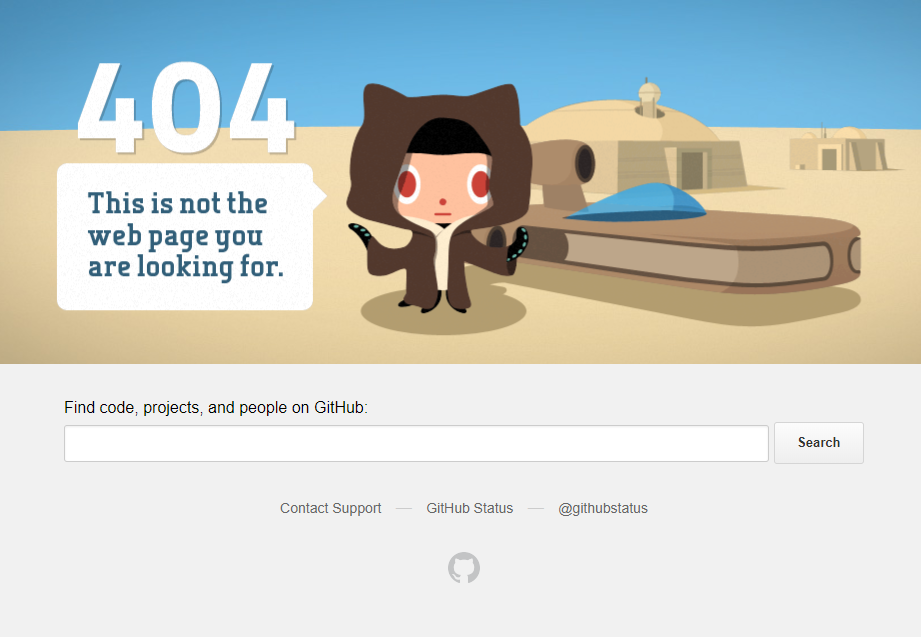 404
This is not the
web page you
are looking for.
Find code, projects, and people on GitHub:
Search
Contact Support — GitHub Status — @githubstatus